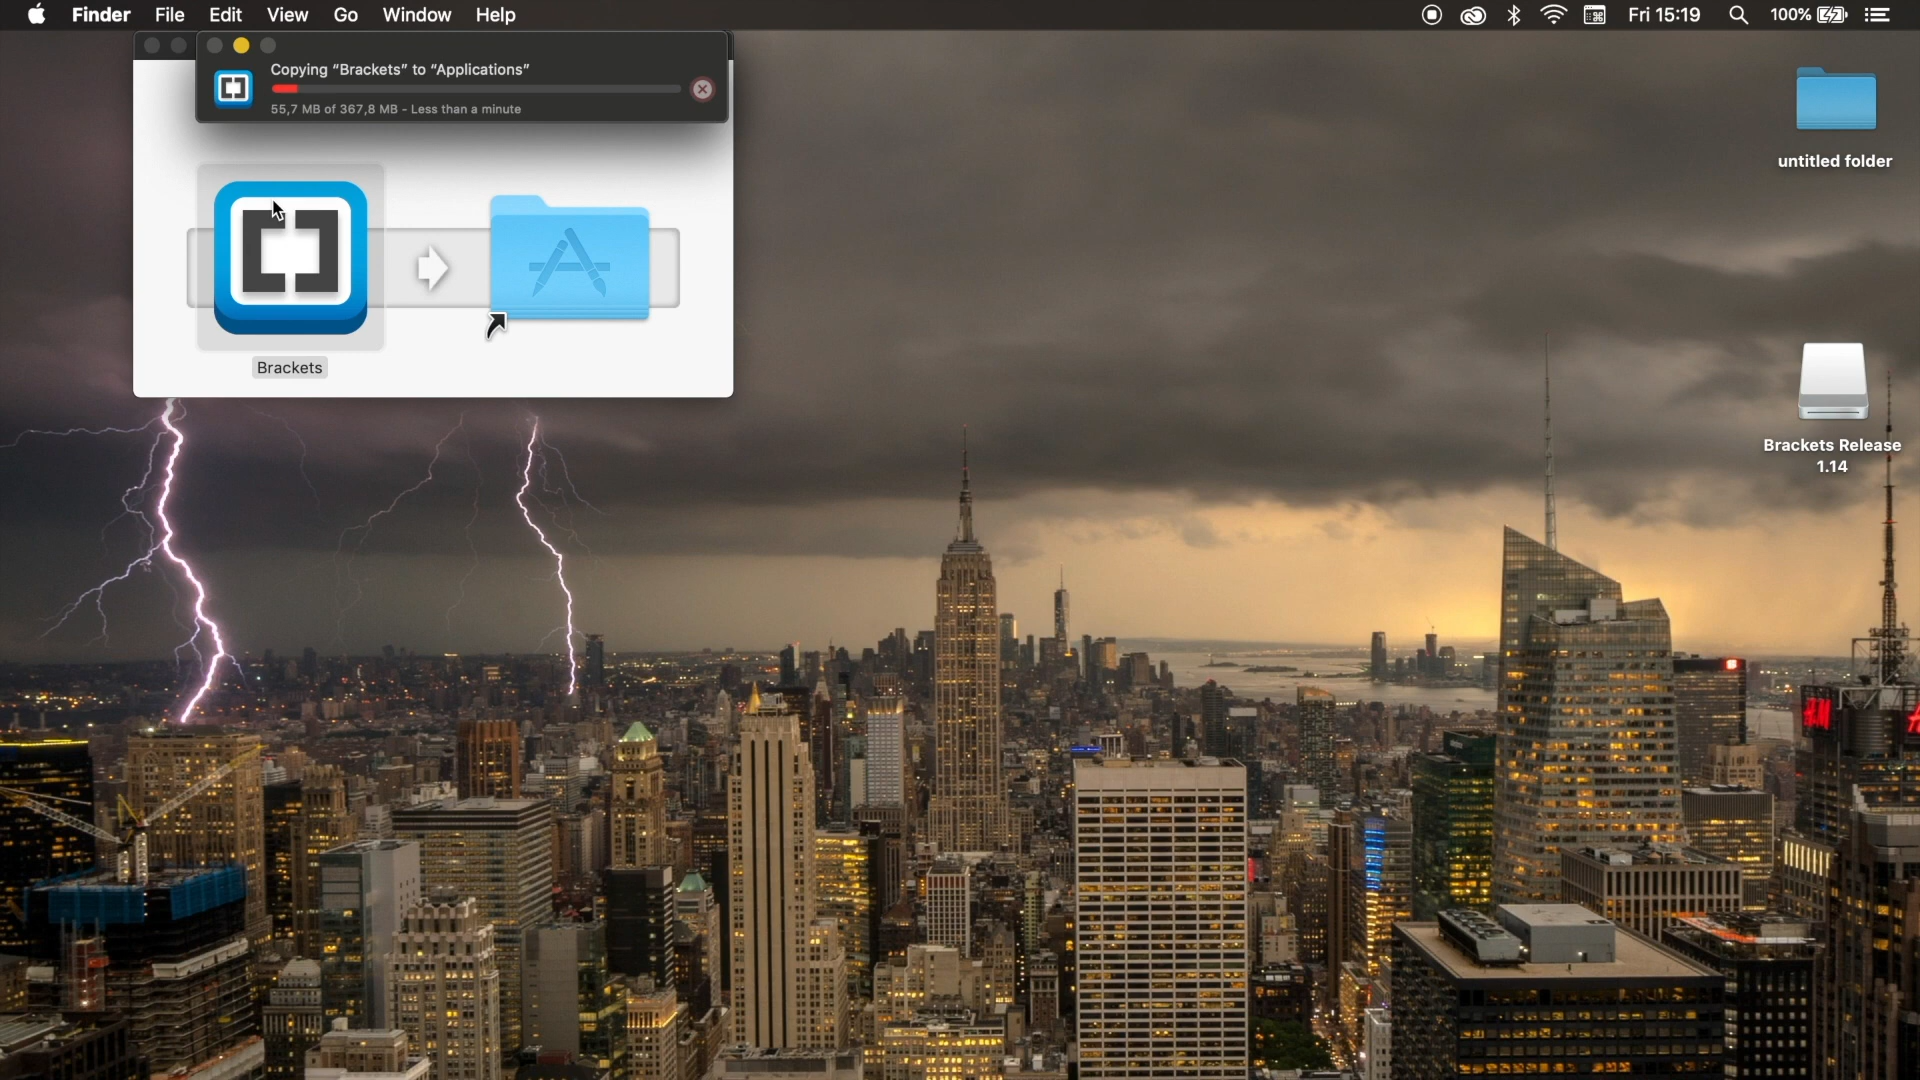 Finder File Edit View Go Window Help
Fri 15:19 100%
Copying “Brackets” to “Applications”
55,7 MB of 367,8 MB - Less than a minute
untitled folder
Brackets
Brackets Release
1.14
H&M